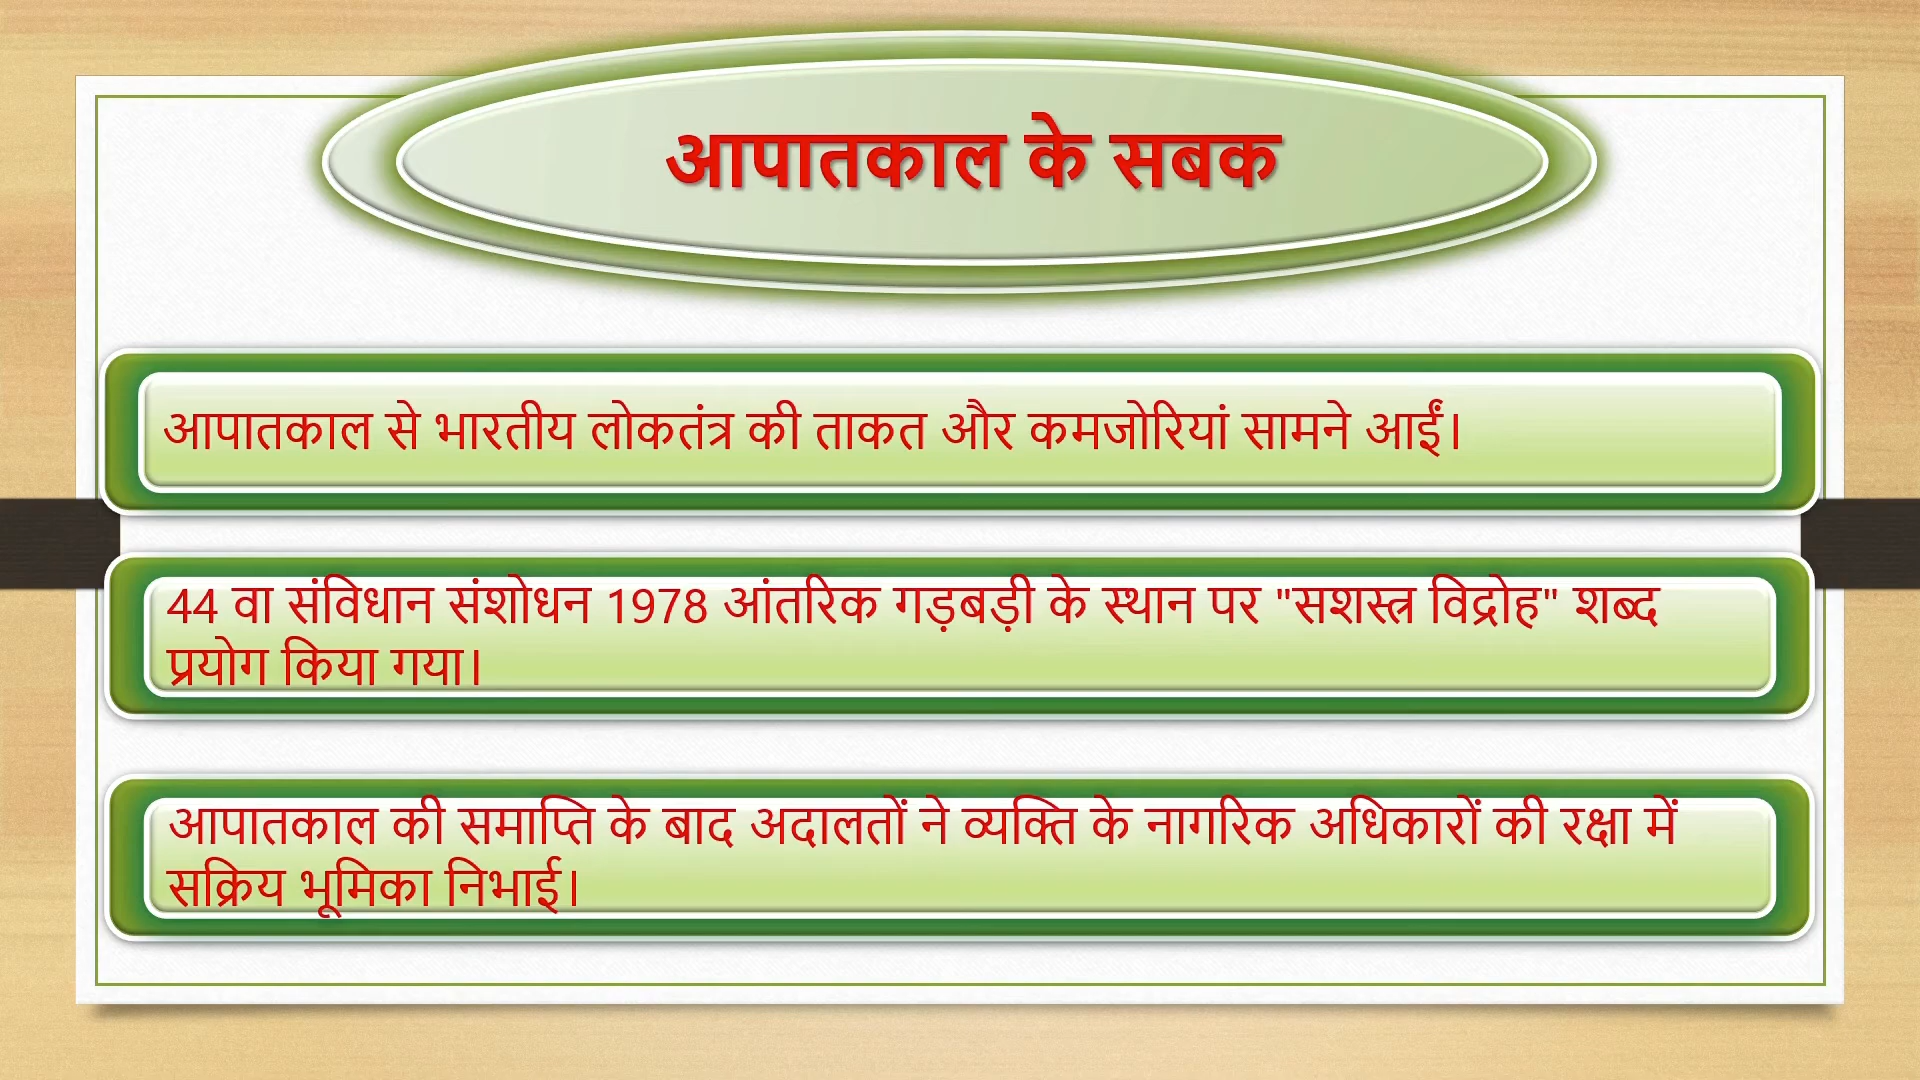 आपातकाल के सबक
आपातकाल से भारतीय लोकतंत्र की ताकत और कमजोरियां सामने आईं।
44 वा संविधान संशोधन 1978 आंतरिक गड़बड़ी के स्थान पर "सशस्त्र विद्रोह" शब्द
प्रयोग किया गया।
आपातकाल की समाप्ति के बाद अदालतों ने व्यक्ति के नागरिक अधिकारों की रक्षा में
सक्रिय भूमिका निभाई।